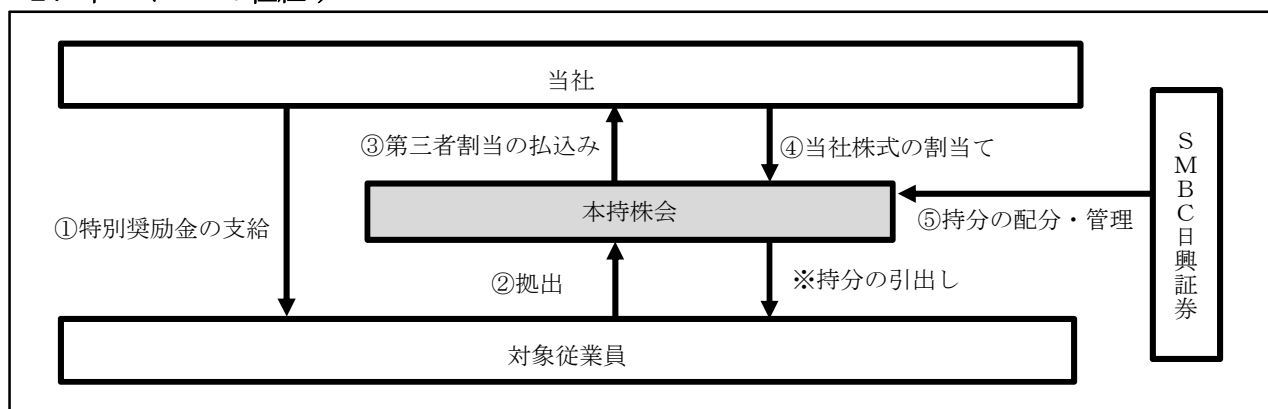 当社
③第三者割当の払込み
④当社株式の割当て
本持株会
①特別奨励金の支給
⑤持分の配分・管理
②拠出
※持分の引出し
対象従業員
SMBC日興証券